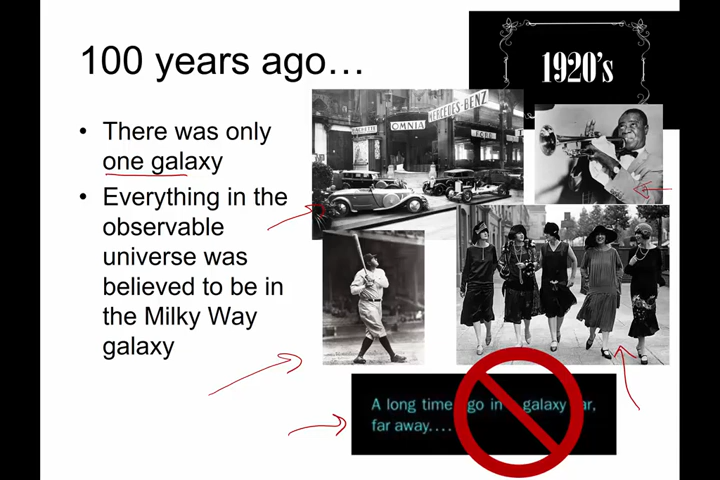 100 years ago…
1920's
• There was only
one galaxy
• Everything in the
observable
universe was
believed to be in
the Milky Way
galaxy
OMNIA
MERCEDES-BENZ
A long time ago in a galaxy far,
far away....